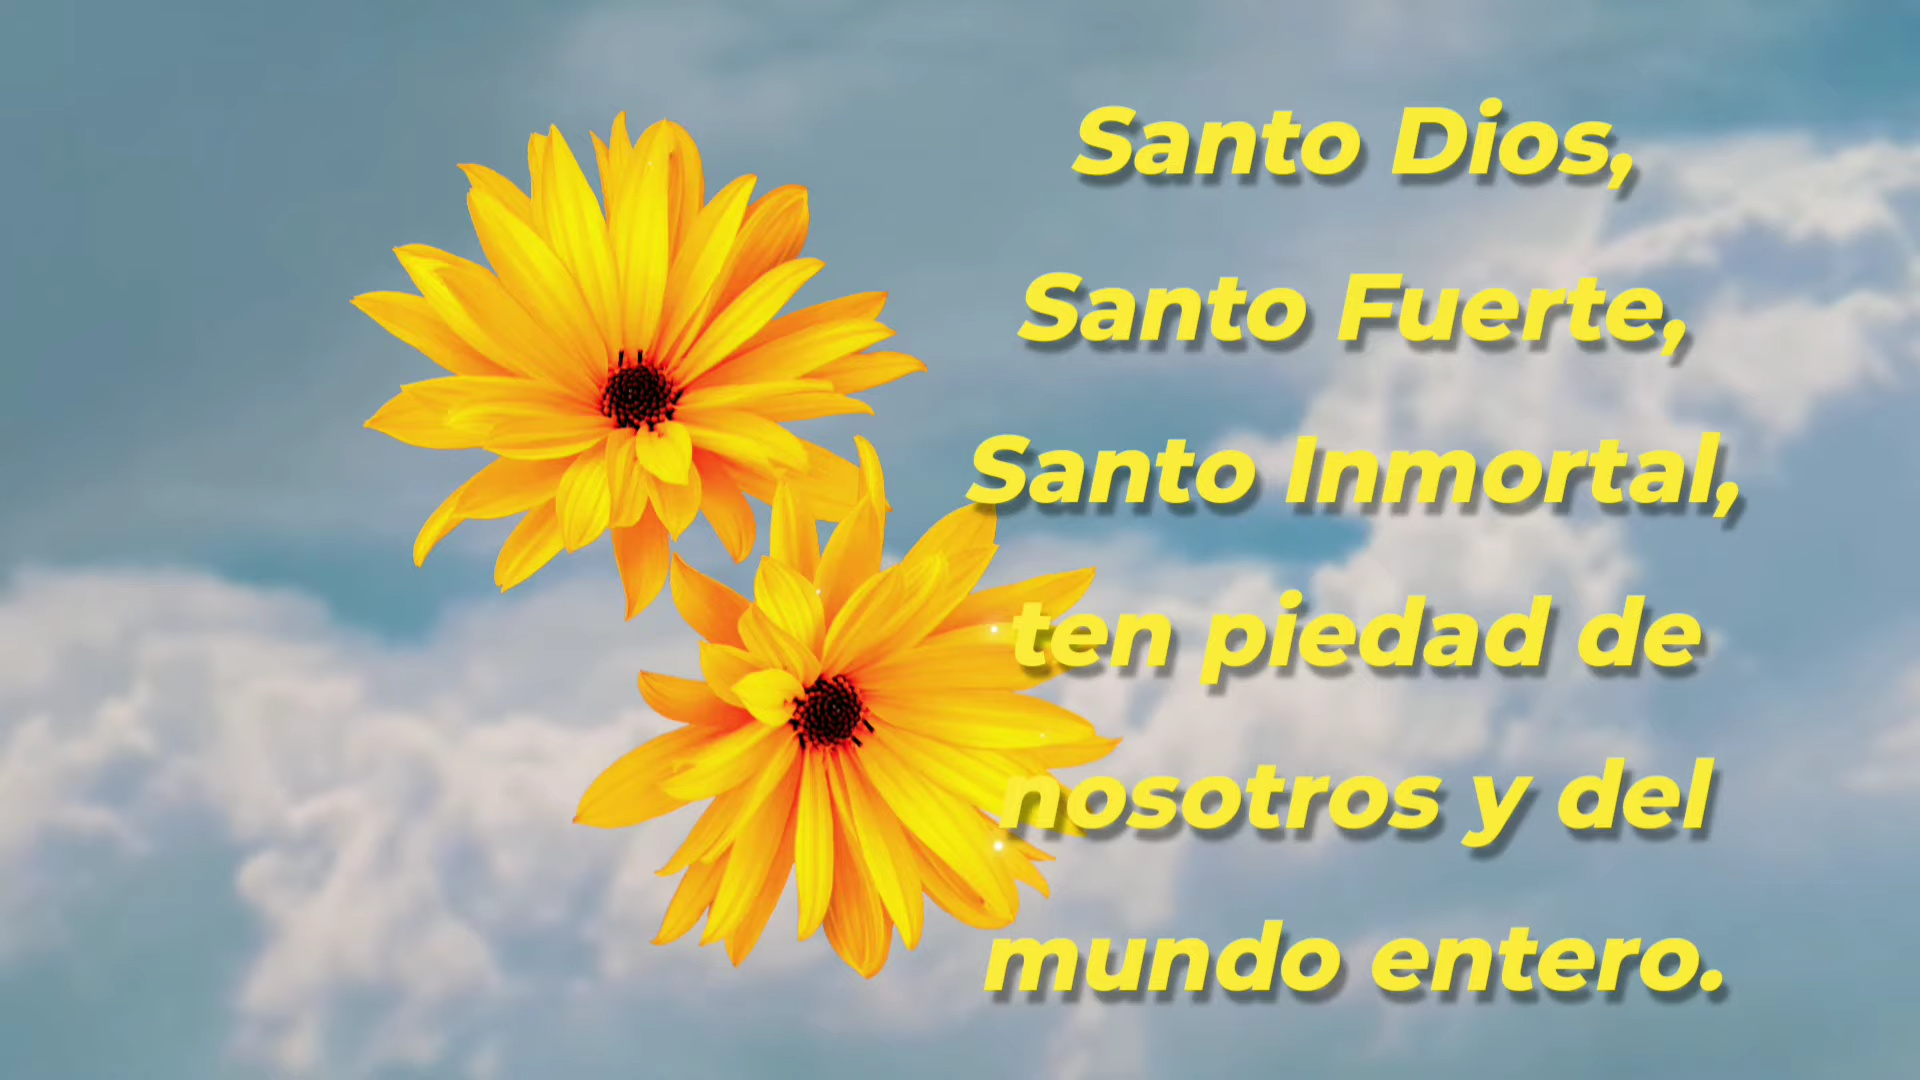 Santo Dios,
Santo Fuerte,
Santo Inmortal,
ten piedad de
nosotros y del
mundo entero.